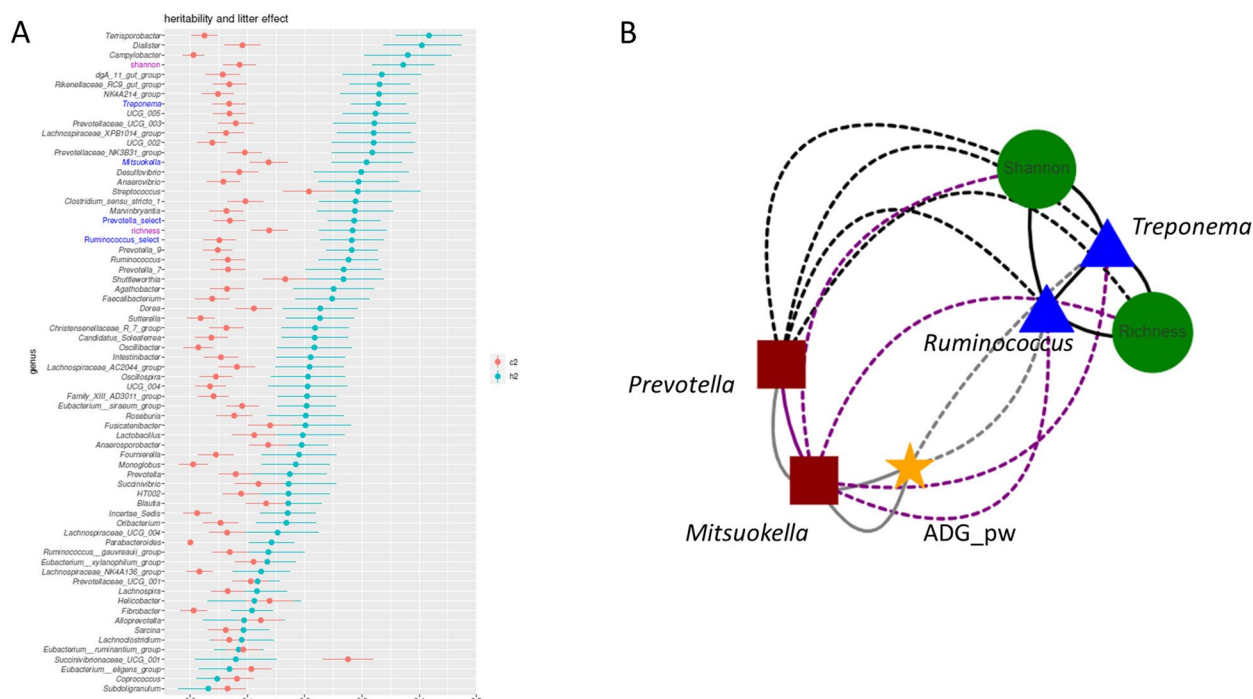 A
heritability and litter effect
Terrisporobacter
Dialister
Campylobacter
shannon
dgA_11_gut_group
Rikenellaceae_RC9_gut_group
NK4A214_group
Treponema
UCG_005
Prevotellaceae_UCG_003
Lachnospiraceae_XPB1014_group
UCG_002
Prevotellaceae_NK3B31_group
Mitsuokella
Desulfovibrio
Anaerovibrio
Streptococcus
Clostridium_sensu_stricto_1
Marvinbryantia
Prevotella_select
richness
Ruminococcus_select
Prevotella_9
Ruminococcus
Prevotella_7
Shuttleworthia
Agathobacter
Faecalibacterium
Dorea
Sutterella
Christensenellaceae_R_7_group
Candidatus_Soleaferrea
Oscillibacter
Intestinibacter
Lachnospiraceae_AC2044_group
Oscillospira
UCG_004
Family_XIII_AD3011_group
Eubacterium__siraeum_group
Roseburia
Fusicatenibacter
Lactobacillus
Anaerosporobacter
Fournierella
Monoglobus
Prevotella
Succinivibrio
HT002
Blautia
Incertae_Sedis
Oribacterium
Lachnospiraceae_UCG_004
Parabacteroides
Ruminococcus__gauvreauii_group
Eubacterium__xylanophilum_group
Lachnospiraceae_NK4A136_group
Prevotellaceae_UCG_001
Lachnospira
Helicobacter
Fibrobacter
Alloprevotella
Sarcina
Lachnoclostridium
Eubacterium__ruminantium_group
Succinivibrionaceae_UCG_001
Eubacterium__eligens_group
Coprococcus
Subdoligranulum
genus
c2
h2
B
Shannon
Treponema
Richness
Ruminococcus
Prevotella
Mitsuokella
ADG_pw